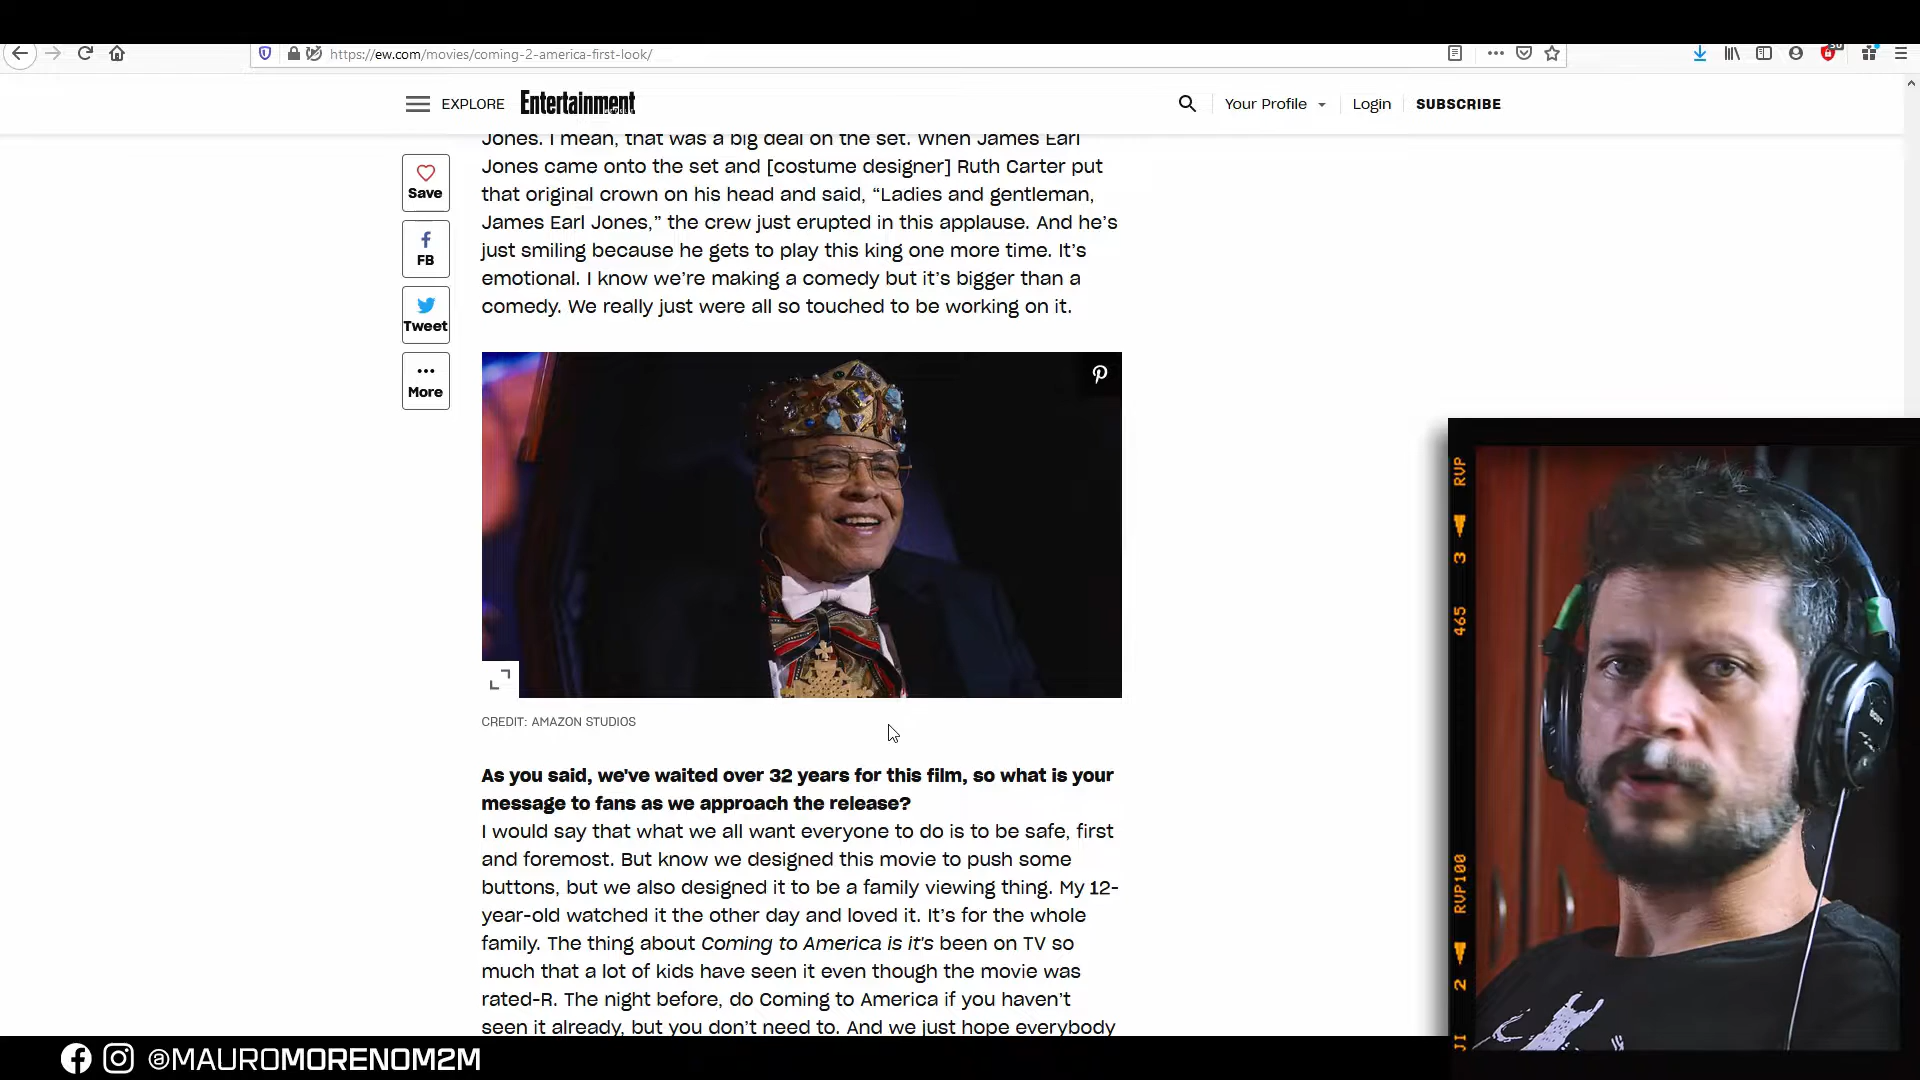 https://ew.com/movies/coming-2-america-first-look/
EXPLORE
Entertainment
Your Profile
Login
SUBSCRIBE
Save
FB
Tweet
More
Jones. I mean, that was a big deal on the set. When James Earl
Jones came onto the set and [costume designer] Ruth Carter put
that original crown on his head and said, “Ladies and gentleman,
James Earl Jones,” the crew just erupted in this applause. And he’s
just smiling because he gets to play this king one more time. It’s
emotional. I know we’re making a comedy but it’s bigger than a
comedy. We really just were all so touched to be working on it.
CREDIT: AMAZON STUDIOS
As you said, we've waited over 32 years for this film, so what is your
message to fans as we approach the release?
I would say that what we all want everyone to do is to be safe, first
and foremost. But know we designed this movie to push some
buttons, but we also designed it to be a family viewing thing. My 12-
year-old watched it the other day and loved it. It’s for the whole
family. The thing about Coming to America is it's been on TV so
much that a lot of kids have seen it even though the movie was
rated-R. The night before, do Coming to America if you haven’t
seen it already, but you don’t need to. And we just hope everybody
RVP
3
465
RVP100
2
@MAUROMORENOM2M